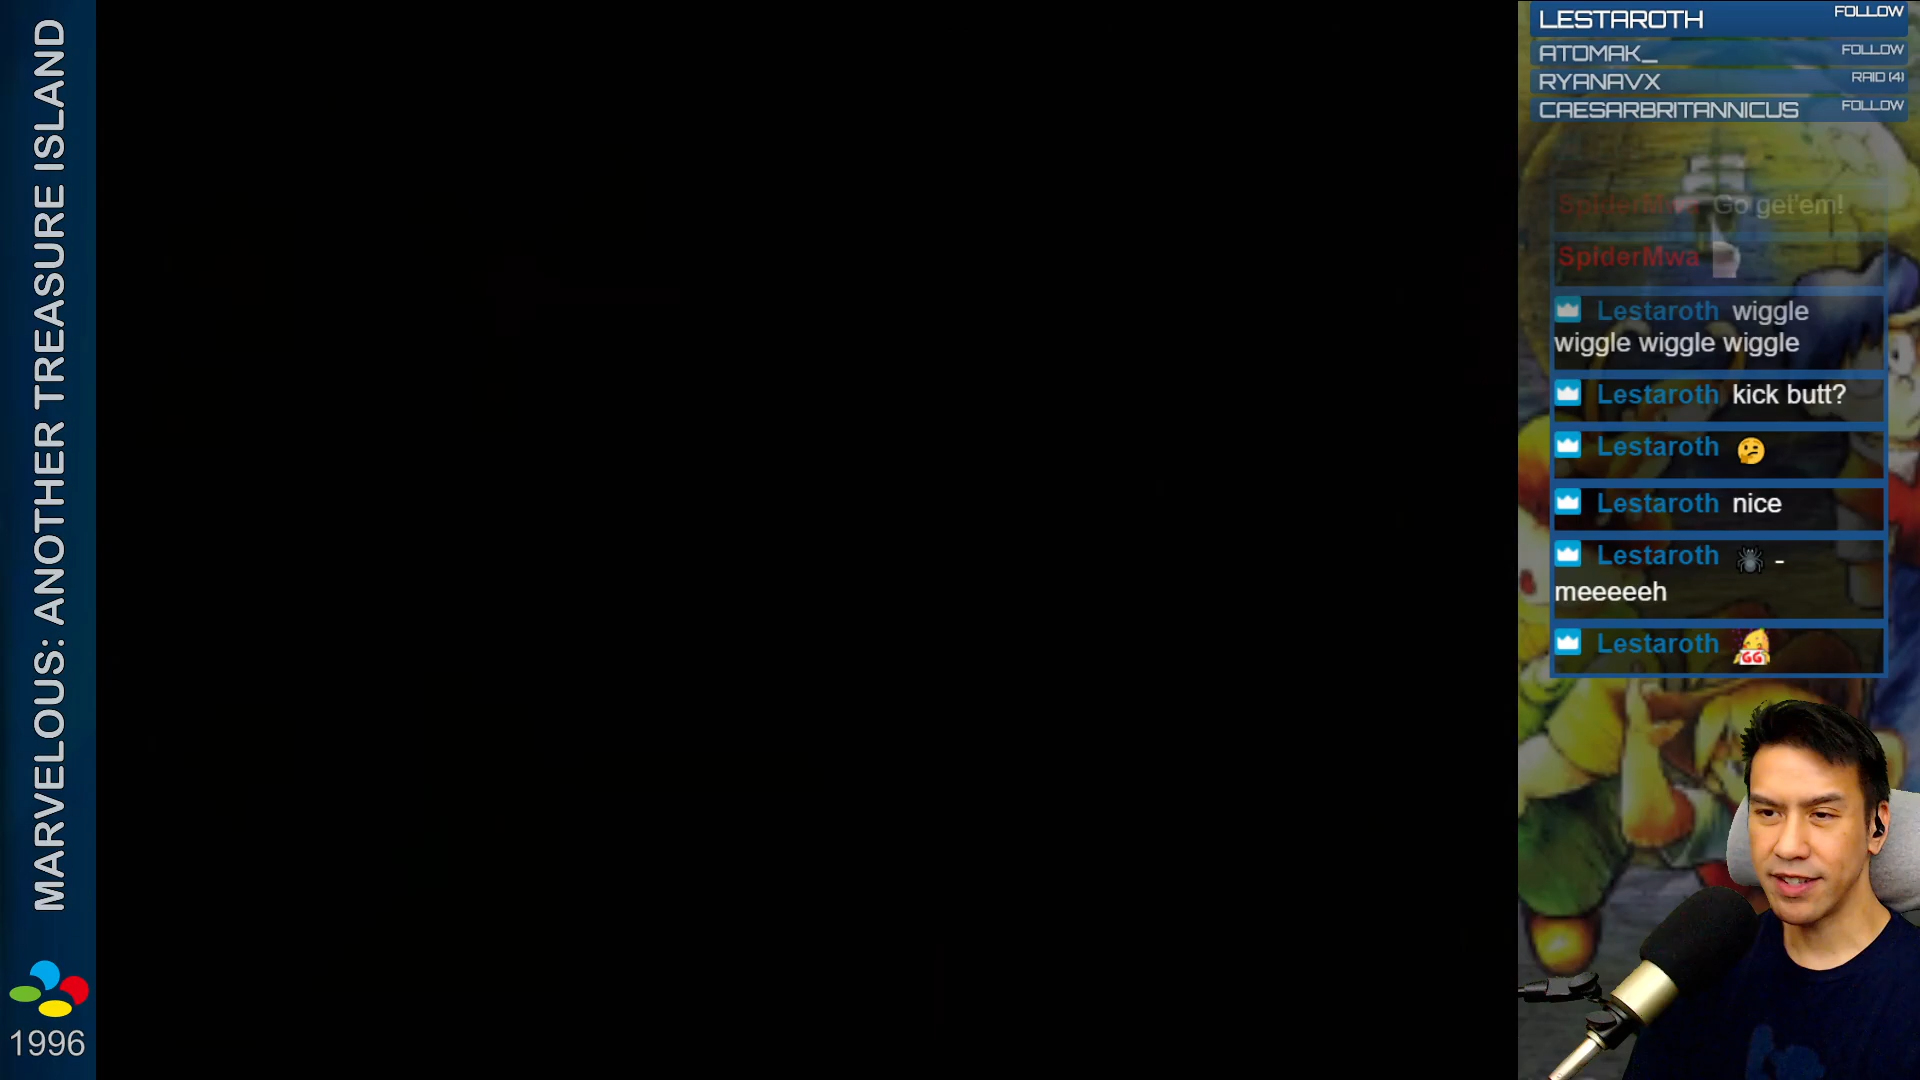 MARVELOUS: ANOTHER TREASURE ISLAND
1996
LESTAROTH FOLLOW
ATOMAK_ FOLLOW
RYANAVX RAID (4)
CAESARBRITANNICUS FOLLOW
SpiderMwa Go get'em!
SpiderMwa
Lestaroth wiggle
wiggle wiggle wiggle
Lestaroth kick butt?
Lestaroth 🤔
Lestaroth nice
Lestaroth 🕷 -
meeeeeh
Lestaroth GG